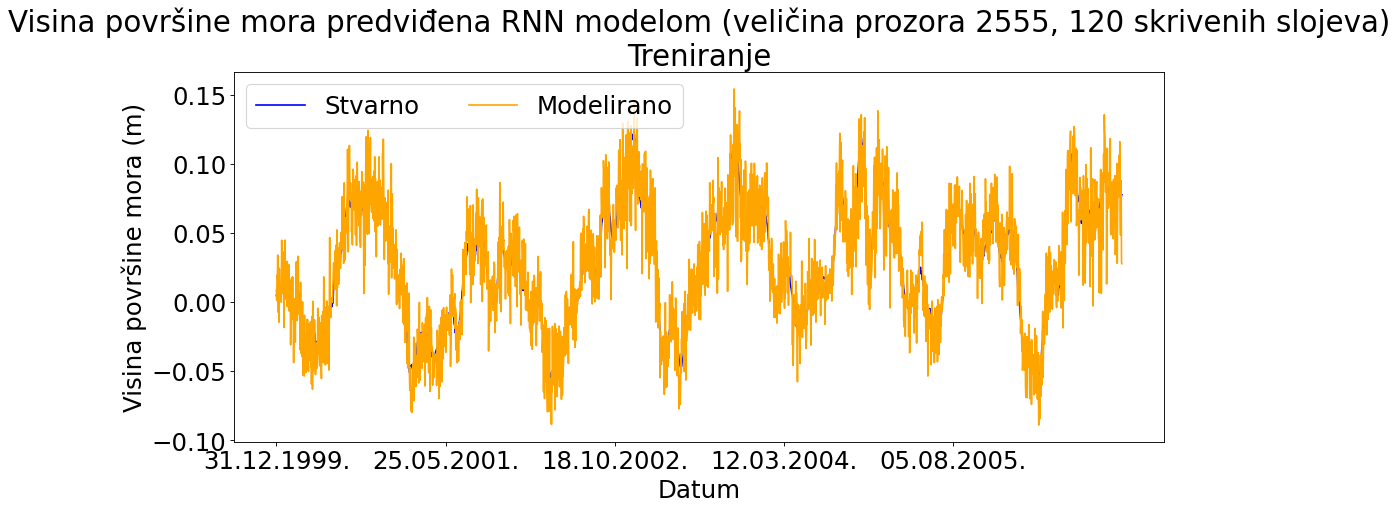 Visina površine mora predviđena RNN modelom (veličina prozora 2555, 120 skrivenih slojeva)
Treniranje
Stvarno Modelirano
Visina površine mora (m)
0.15
0.10
0.05
0.00
−0.05
−0.10
31.12.1999. 25.05.2001. 18.10.2002. 12.03.2004. 05.08.2005.
Datum